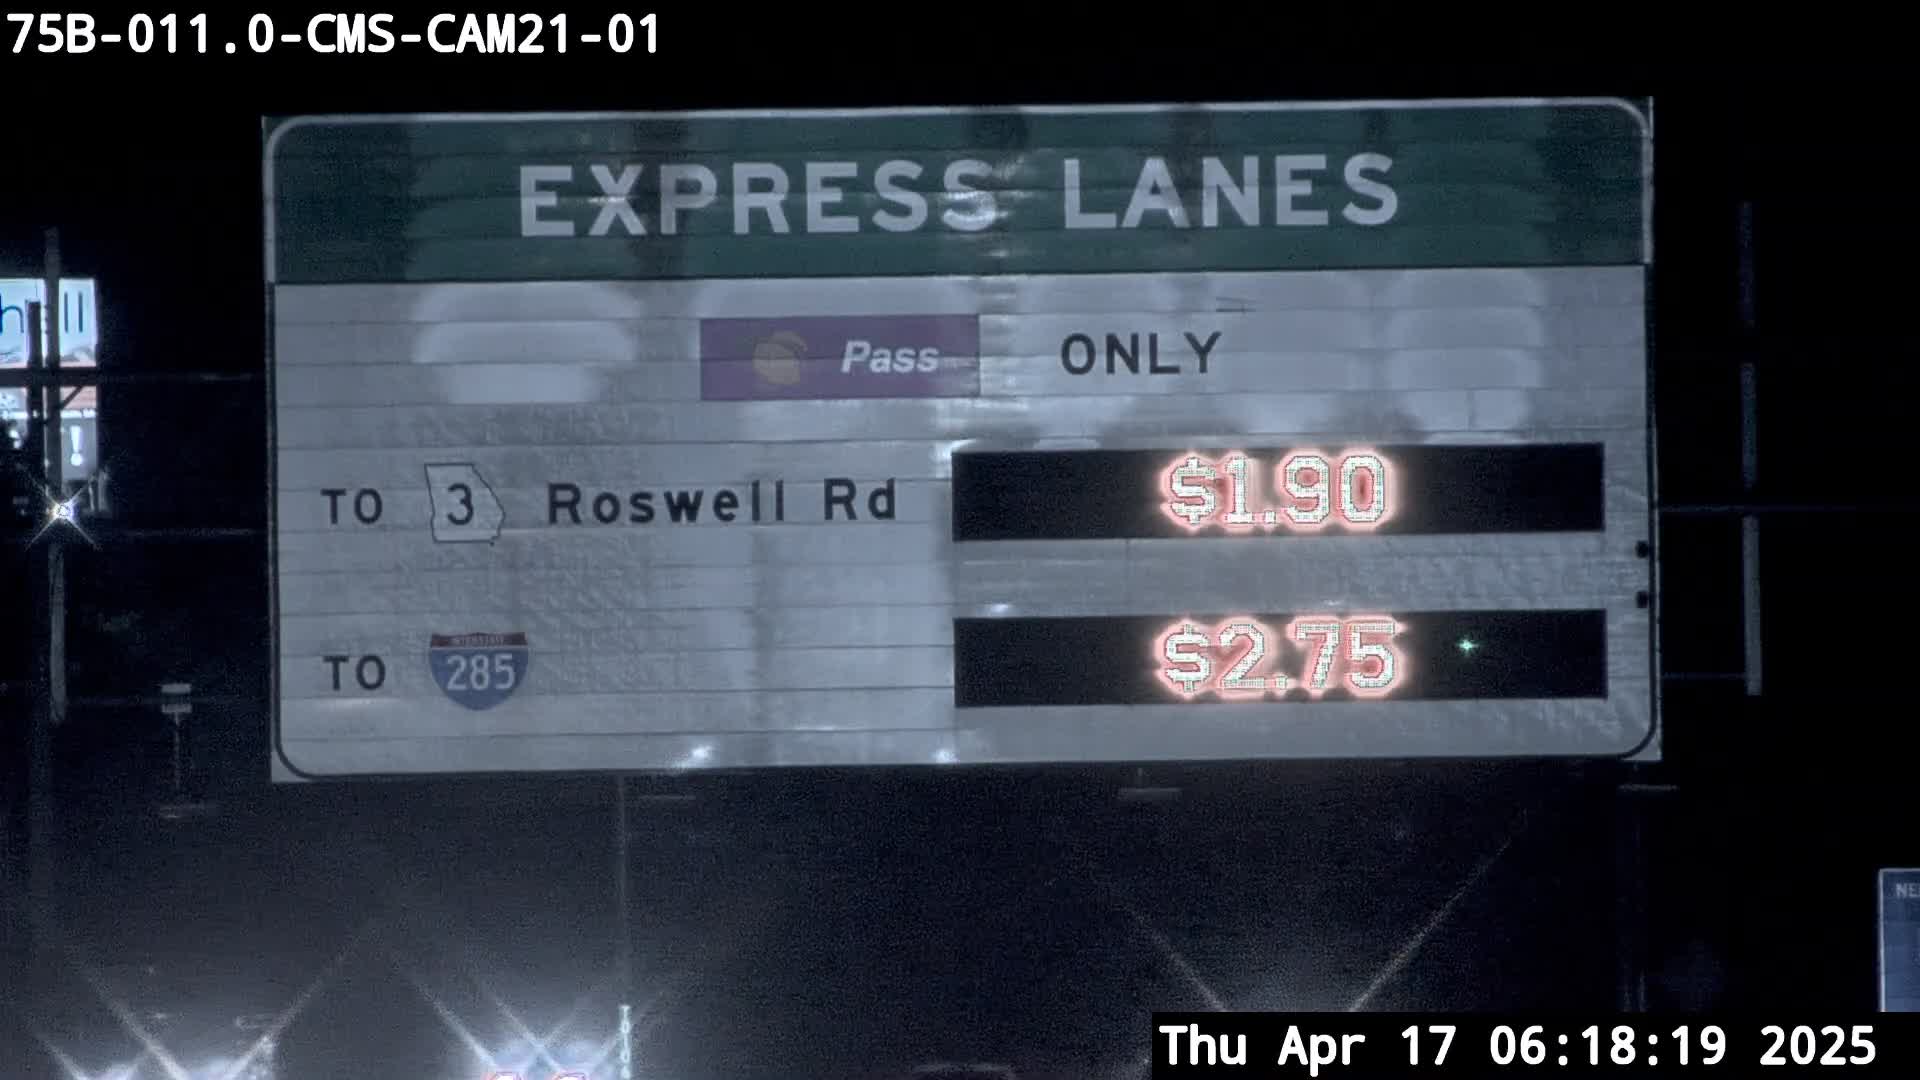 75B-011.0-CMS-CAM21-01
EXPRESS LANES
Pass ONLY
TO 3 Roswell Rd $1.90
TO INTERSTATE 285 $2.75
Thu Apr 17 06:18:19 2025